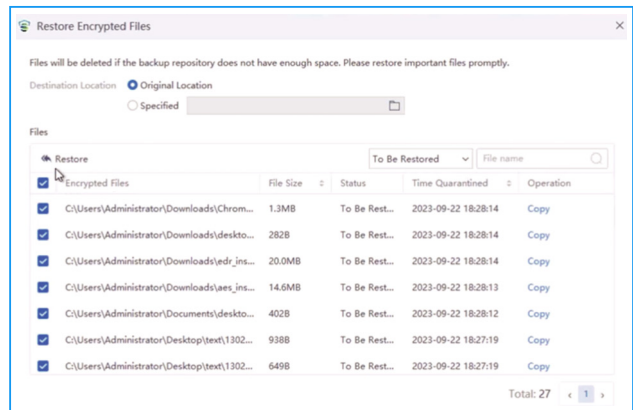 Restore Encrypted Files
Files will be deleted if the backup repository does not have enough space. Please restore important files promptly.
Destination Location Original Location
Specified
Files
Restore To Be Restored File name
Encrypted Files File Size Status Time Quarantined Operation
C:\Users\Administrator\Downloads\Chrom... 1.3MB To Be Rest... 2023-09-22 18:28:14 Copy
C:\Users\Administrator\Downloads\deskto... 282B To Be Rest... 2023-09-22 18:28:14 Copy
C:\Users\Administrator\Downloads\edr_ins... 20.0MB To Be Rest... 2023-09-22 18:28:14 Copy
C:\Users\Administrator\Downloads\aes_ins... 14.6MB To Be Rest... 2023-09-22 18:28:13 Copy
C:\Users\Administrator\Documents\deskto... 402B To Be Rest... 2023-09-22 18:28:12 Copy
C:\Users\Administrator\Desktop\text\1302... 938B To Be Rest... 2023-09-22 18:27:19 Copy
C:\Users\Administrator\Desktop\text\1302... 649B To Be Rest... 2023-09-22 18:27:19 Copy
Total: 27 ‹ 1 ›